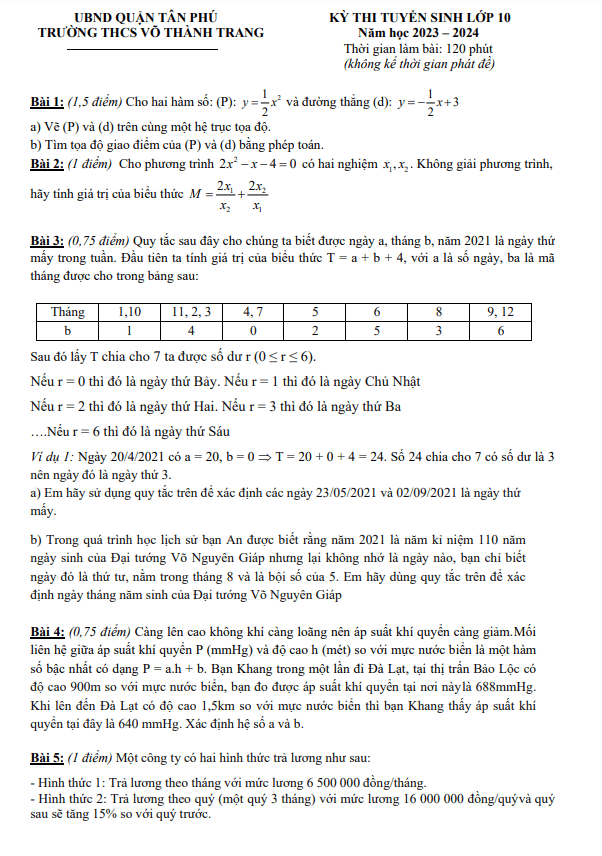 UBND QUẬN TÂN PHÚ
TRƯỜNG THCS VÕ THÀNH TRANG
KỲ THI TUYỂN SINH LỚP 10
Năm học 2023 – 2024
Thời gian làm bài: 120 phút
(không kể thời gian phát đề)
Bài 1: (1,5 điểm) Cho hai hàm số: (P): y = 1/2 x² và đường thẳng (d): y = −1/2 x + 3
a) Vẽ (P) và (d) trên cùng một hệ trục tọa độ.
b) Tìm tọa độ giao điểm của (P) và (d) bằng phép toán.
Bài 2: (1 điểm) Cho phương trình 2x² − x − 4 = 0 có hai nghiệm x₁, x₂. Không giải phương trình,
hãy tính giá trị của biểu thức M = 2x₁/x₂ + 2x₂/x₁
Bài 3: (0,75 điểm) Quy tắc sau đây cho chúng ta biết được ngày a, tháng b, năm 2021 là ngày thứ
mấy trong tuần. Đầu tiên ta tính giá trị của biểu thức T = a + b + 4, với a là số ngày, ba là mã
tháng được cho trong bảng sau:
Tháng 1,10 11, 2, 3 4, 7 5 6 8 9, 12
b 1 4 0 2 5 3 6
Sau đó lấy T chia cho 7 ta được số dư r (0 ≤ r ≤ 6).
Nếu r = 0 thì đó là ngày thứ Bảy. Nếu r = 1 thì đó là ngày Chủ Nhật
Nếu r = 2 thì đó là ngày thứ Hai. Nếu r = 3 thì đó là ngày thứ Ba
….Nếu r = 6 thì đó là ngày thứ Sáu
Ví dụ 1: Ngày 20/4/2021 có a = 20, b = 0 ⇒ T = 20 + 0 + 4 = 24. Số 24 chia cho 7 có số dư là 3
nên ngày đó là ngày thứ 3.
a) Em hãy sử dụng quy tắc trên để xác định các ngày 23/05/2021 và 02/09/2021 là ngày thứ
mấy.
b) Trong quá trình học lịch sử bạn An được biết rằng năm 2021 là năm kỉ niệm 110 năm
ngày sinh của Đại tướng Võ Nguyên Giáp nhưng lại không nhớ là ngày nào, bạn chỉ biết
ngày đó là thứ tư, nằm trong tháng 8 và là bội số của 5. Em hãy dùng quy tắc trên để xác
định ngày tháng năm sinh của Đại tướng Võ Nguyên Giáp
Bài 4: (0,75 điểm) Càng lên cao không khí càng loãng nên áp suất khí quyển càng giảm.Mối
liên hệ giữa áp suất khí quyển P (mmHg) và độ cao h (mét) so với mực nước biển là một hàm
số bậc nhất có dạng P = a.h + b. Bạn Khang trong một lần đi Đà Lạt, tại thị trấn Bảo Lộc có
độ cao 900m so với mực nước biển, bạn đo được áp suất khí quyển tại nơi nàylà 688mmHg.
Khi lên đến Đà Lạt có độ cao 1,5km so với mực nước biển thì bạn Khang thấy áp suất khí
quyển tại đây là 640 mmHg. Xác định hệ số a và b.
Bài 5: (1 điểm) Một công ty có hai hình thức trả lương như sau:
- Hình thức 1: Trả lương theo tháng với mức lương 6 500 000 đồng/tháng.
- Hình thức 2: Trả lương theo quý (một quý 3 tháng) với mức lương 16 000 000 đồng/quývà quý
sau sẽ tăng 15% so với quý trước.